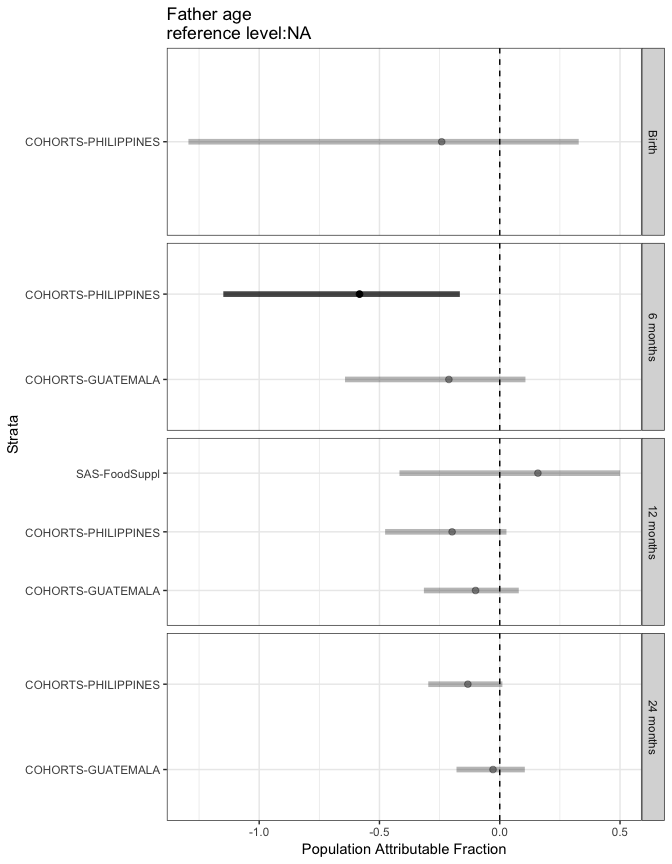 Father age
reference level:NA
Strata
COHORTS-PHILIPPINES
Birth
COHORTS-PHILIPPINES
COHORTS-GUATEMALA
6 months
SAS-FoodSuppl
COHORTS-PHILIPPINES
COHORTS-GUATEMALA
12 months
COHORTS-PHILIPPINES
COHORTS-GUATEMALA
24 months
-1.0 -0.5 0.0 0.5
Population Attributable Fraction